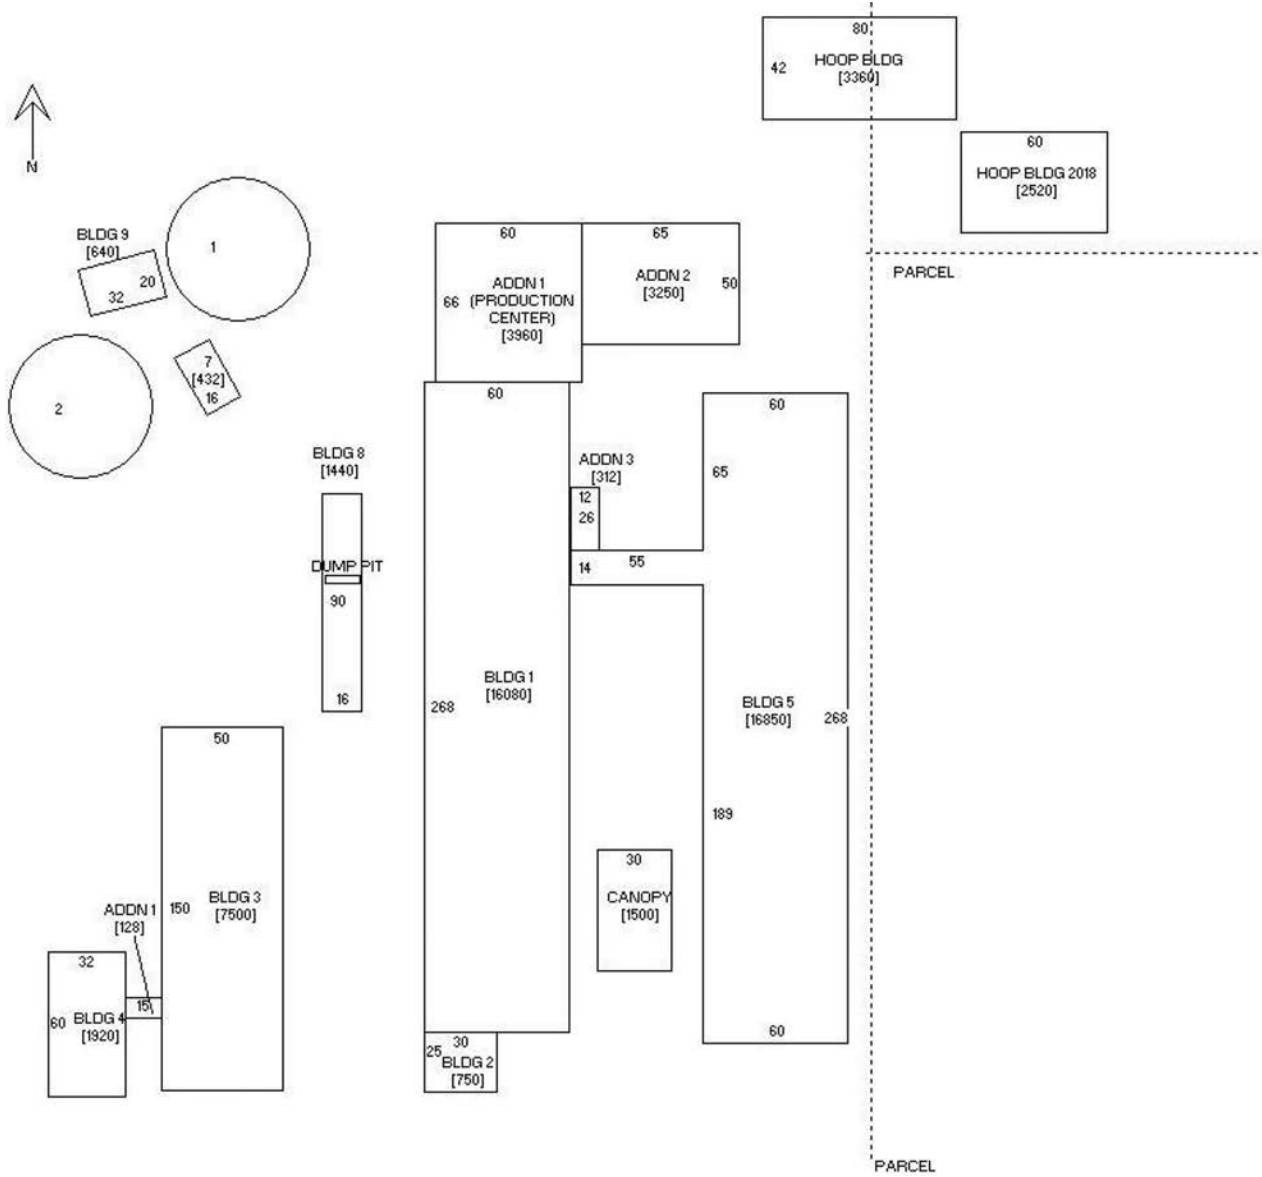 80
42
HOOP BLDG
[3360]
60
HOOP BLDG 2018
[2520]
PARCEL
N
BLDG 9
[640]
20
32
1
7
[432]
16
2
60
ADDN 1
(PRODUCTION
CENTER)
[3960]
66
65
ADDN 2
[3250]
50
60
60
65
ADDN 3
[312]
12
26
14
55
BLDG 8
[1440]
DUMP PIT
90
16
BLDG 1
[16080]
268
BLDG 5
[16850]
268
189
60
50
BLDG 3
[7500]
150
ADDN 1
[128]
15
32
60
BLDG 4
[1920]
30
CANOPY
[1500]
30
25
BLDG 2
[750]
PARCEL